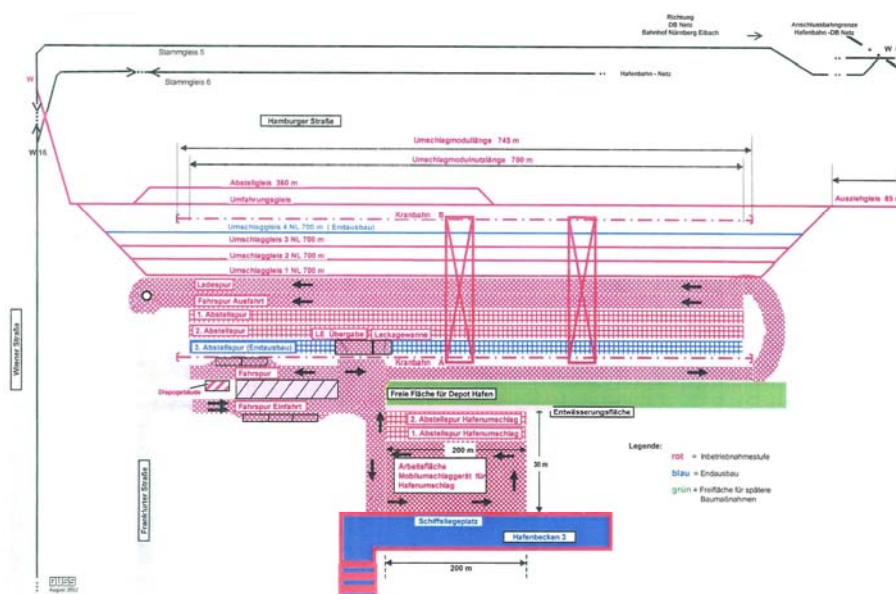 Richtung
DB Netz
Bahnhof Nürnberg Eibach
Anschlussbahngrenze
Hafenbahn -DB Netz
W
Stammgleis 5
Stammgleis 6
Hafenbahn - Netz
W
W 16
Hamburger Straße
Umschlagmodullänge 745 m
Umschlagmodulnutzlänge 700 m
Abstellgleis 360 m
Umfahrungsgleis
Ausziehgleis 85
Kranbahn B
Umschlaggleis 4 NL 700 m ( Endausbau)
Umschlaggleis 3 NL 700 m
Umschlaggleis 2 NL 700 m
Umschlaggleis 1 NL 700 m
Ladespur
Fahrspur Ausfahrt
1. Abstellspur
2. Abstellspur
LE Übergabe
Leckagewanne
3. Abstellspur (Endausbau)
Kranbahn A
Fahrspur
Freie Fläche für Depot Hafen
Fahrspur Einfahrt
Entwässerungsfläche
2. Abstellspur Hafenumschlag
1. Abstellspur Hafenumschlag
200 m
30 m
Arbeitsfläche
Mobilumschlaggerät für
Hafenumschlag
Schiffsliegeplatz
Hafenbecken 3
200 m
Wiener Straße
Frankfurter Straße
Legende:
rot = Inbetriebnahmestufe
blau = Endausbau
grün = Freifläche für spätere
Baumaßnahmen
August 2002